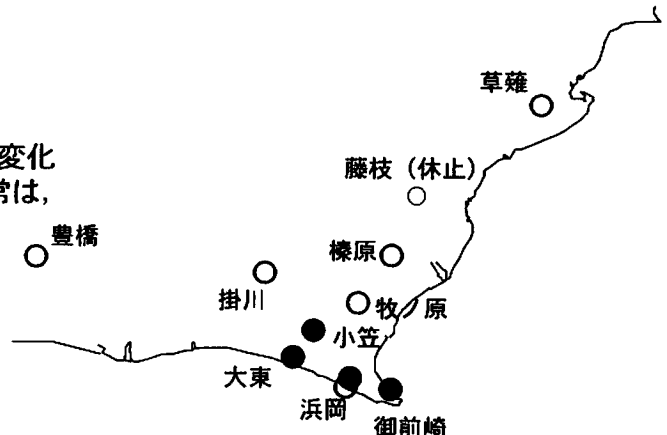 草薙
変化
常は,
藤枝（休止）
豊橋
榛原
掛川
牧ノ原
小笠
大東
浜岡
御前崎